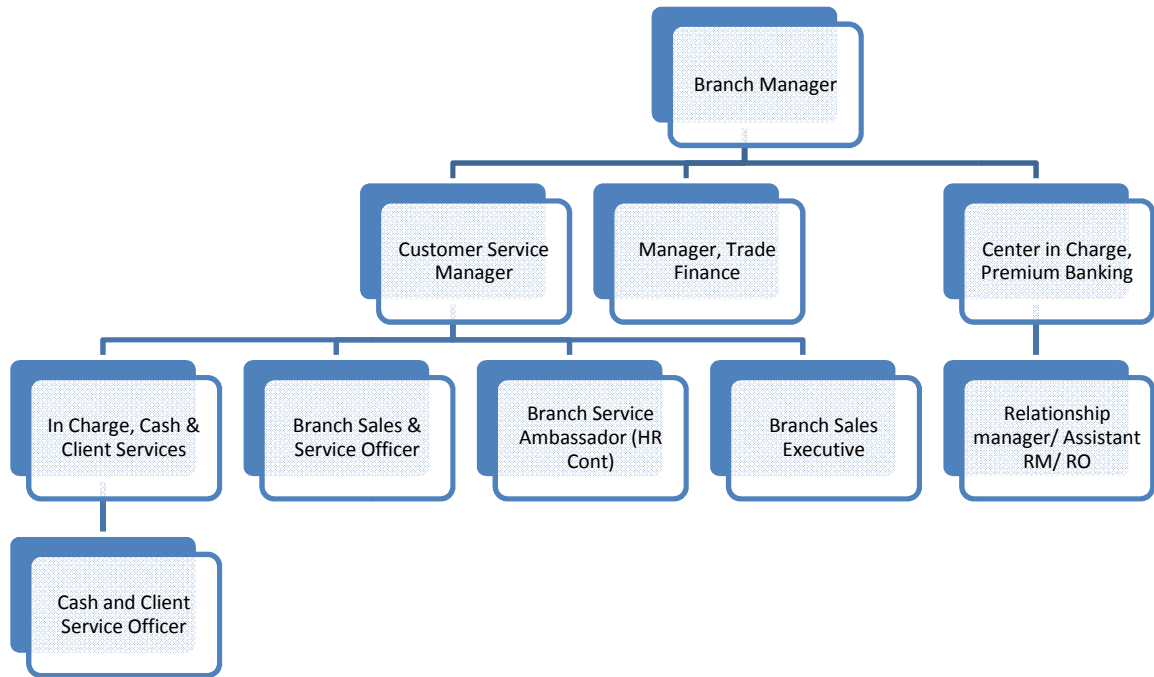 Branch Manager
Customer Service
Manager
Manager, Trade
Finance
Center in Charge,
Premium Banking
In Charge, Cash &
Client Services
Branch Sales &
Service Officer
Branch Service
Ambassador (HR
Cont)
Branch Sales
Executive
Relationship
manager/ Assistant
RM/ RO
Cash and Client
Service Officer